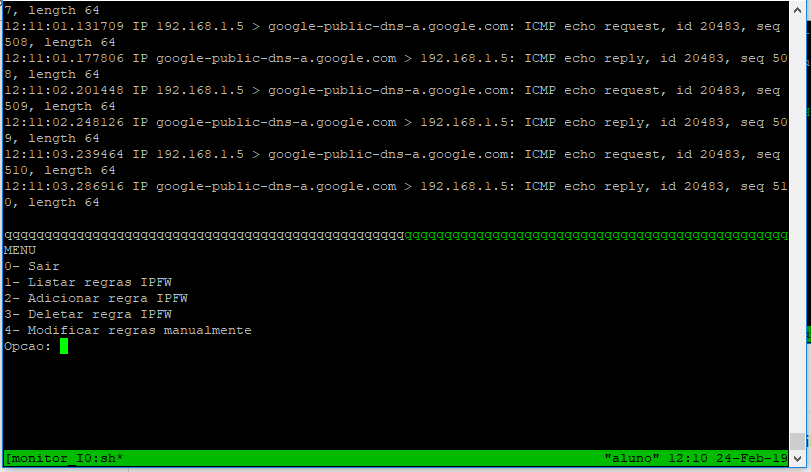 7, length 64
12:11:01.131709 IP 192.168.1.5 > google-public-dns-a.google.com: ICMP echo request, id 20483, seq
508, length 64
12:11:01.177806 IP google-public-dns-a.google.com > 192.168.1.5: ICMP echo reply, id 20483, seq 50
8, length 64
12:11:02.201448 IP 192.168.1.5 > google-public-dns-a.google.com: ICMP echo request, id 20483, seq
509, length 64
12:11:02.248126 IP google-public-dns-a.google.com > 192.168.1.5: ICMP echo reply, id 20483, seq 50
9, length 64
12:11:03.239464 IP 192.168.1.5 > google-public-dns-a.google.com: ICMP echo request, id 20483, seq
510, length 64
12:11:03.286916 IP google-public-dns-a.google.com > 192.168.1.5: ICMP echo reply, id 20483, seq 51
0, length 64
qqqqqqqqqqqqqqqqqqqqqqqqqqqqqqqqqqqqqqqqqqqqqqqqqqqqqqqqqqqqqqqqqqqqqqqqqqqqqqqqqqqqqqqqqqqqqqqqqq
MENU
0- Sair
1- Listar regras IPFW
2- Adicionar regra IPFW
3- Deletar regra IPFW
4- Modificar regras manualmente
Opcao:
[monitor_I0:sh* "aluno" 12:10 24-Feb-19